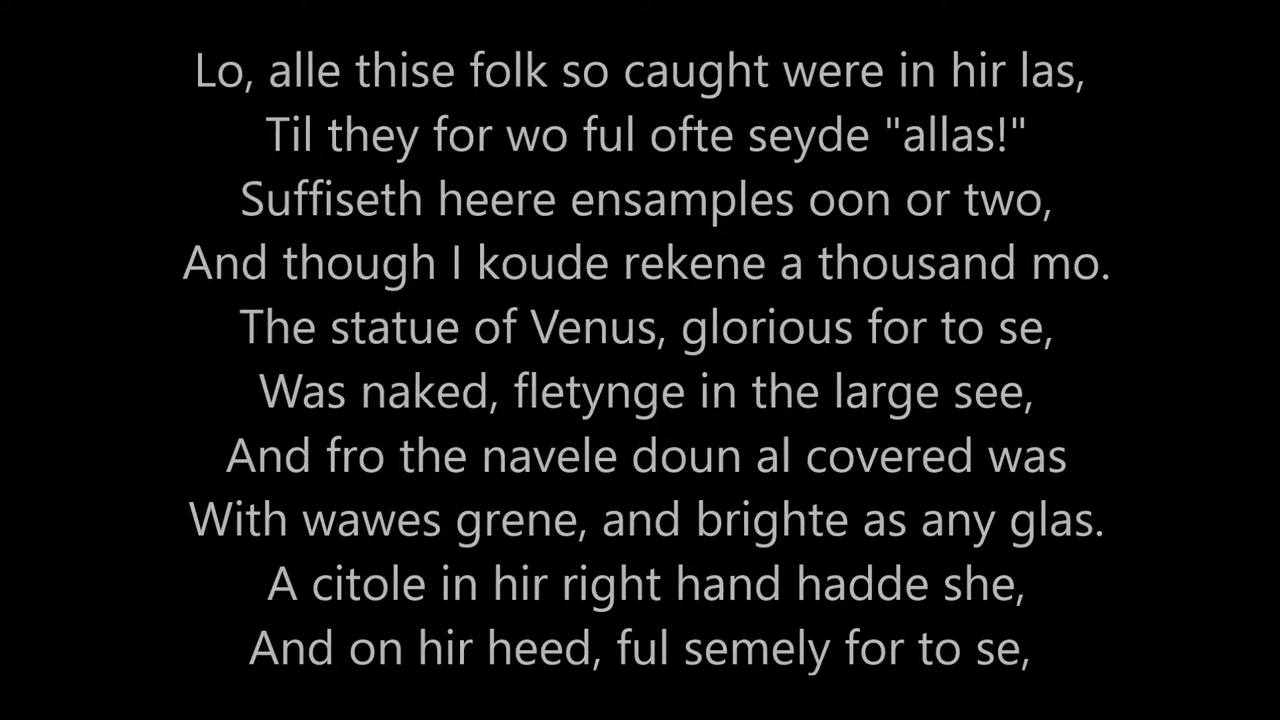 Lo, alle thise folk so caught were in hir las,
Til they for wo ful ofte seyde "allas!"
Suffiseth heere ensamples oon or two,
And though I koude rekene a thousand mo.
The statue of Venus, glorious for to se,
Was naked, fletynge in the large see,
And fro the navele doun al covered was
With wawes grene, and brighte as any glas.
A citole in hir right hand hadde she,
And on hir heed, ful semely for to se,